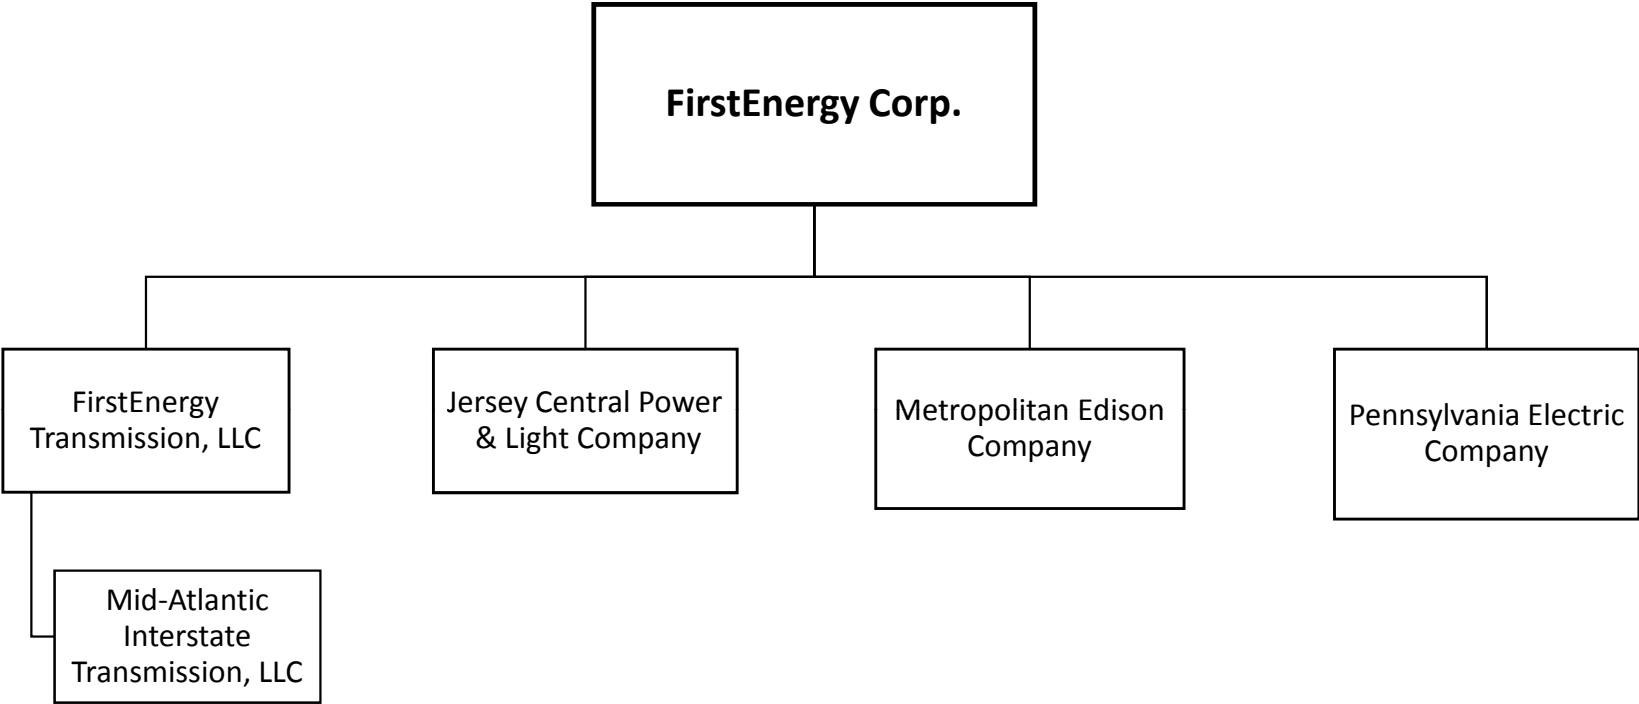 FirstEnergy Corp.
FirstEnergy
Transmission, LLC
Jersey Central Power
& Light Company
Metropolitan Edison
Company
Pennsylvania Electric
Company
Mid-Atlantic
Interstate
Transmission, LLC